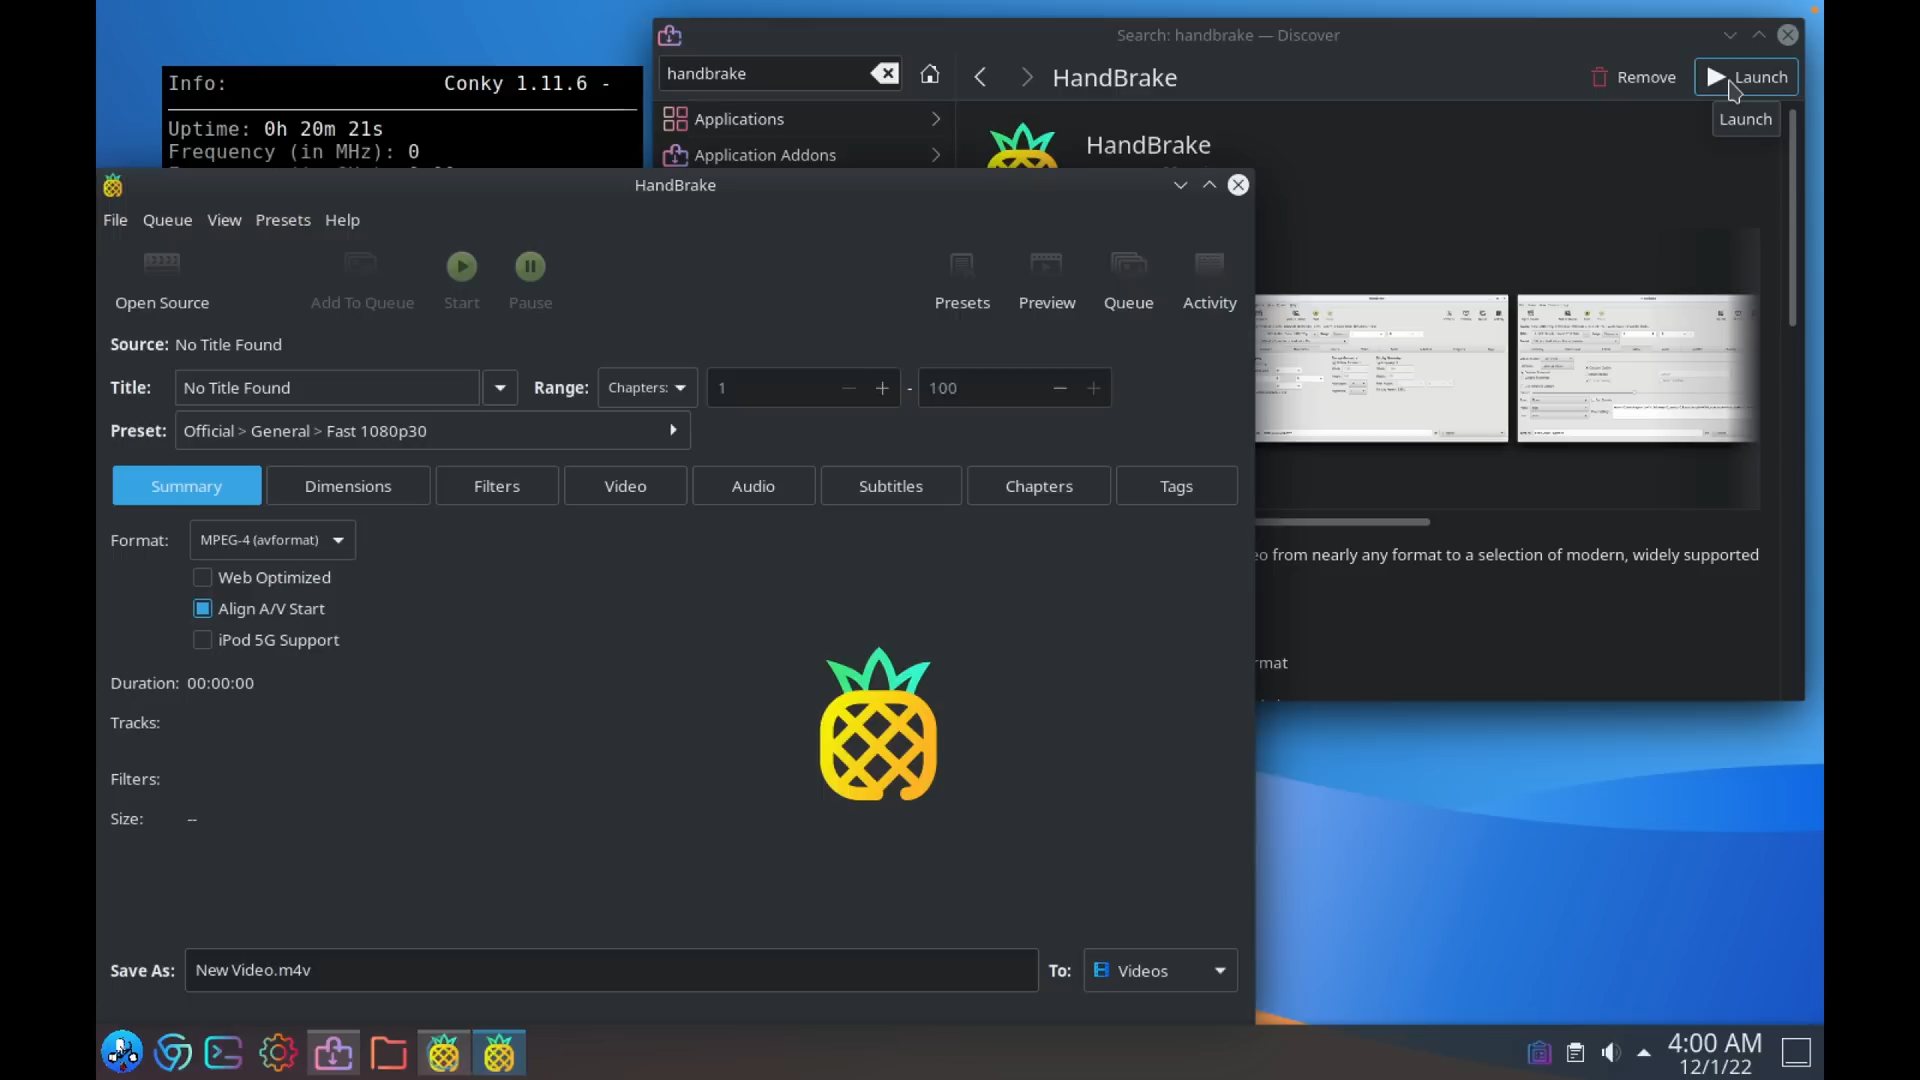 Search: handbrake — Discover
handbrake
HandBrake
Remove
Launch
Launch
Info: Conky 1.11.6 -
Uptime: 0h 20m 21s
Frequency (in MHz): 0
Applications
Application Addons
HandBrake
HandBrake
File Queue View Presets Help
Open Source
Add To Queue
Start
Pause
Presets
Preview
Queue
Activity
Source: No Title Found
Title: No Title Found
Range: Chapters: 1 - 100
Preset: Official > General > Fast 1080p30
Summary Dimensions Filters Video Audio Subtitles Chapters Tags
Format: MPEG-4 (avformat)
Web Optimized
Align A/V Start
iPod 5G Support
Duration: 00:00:00
Tracks:
Filters:
Size: --
from nearly any format to a selection of modern, widely supported
Save As: New Video.m4v
To: Videos
4:00 AM
12/1/22